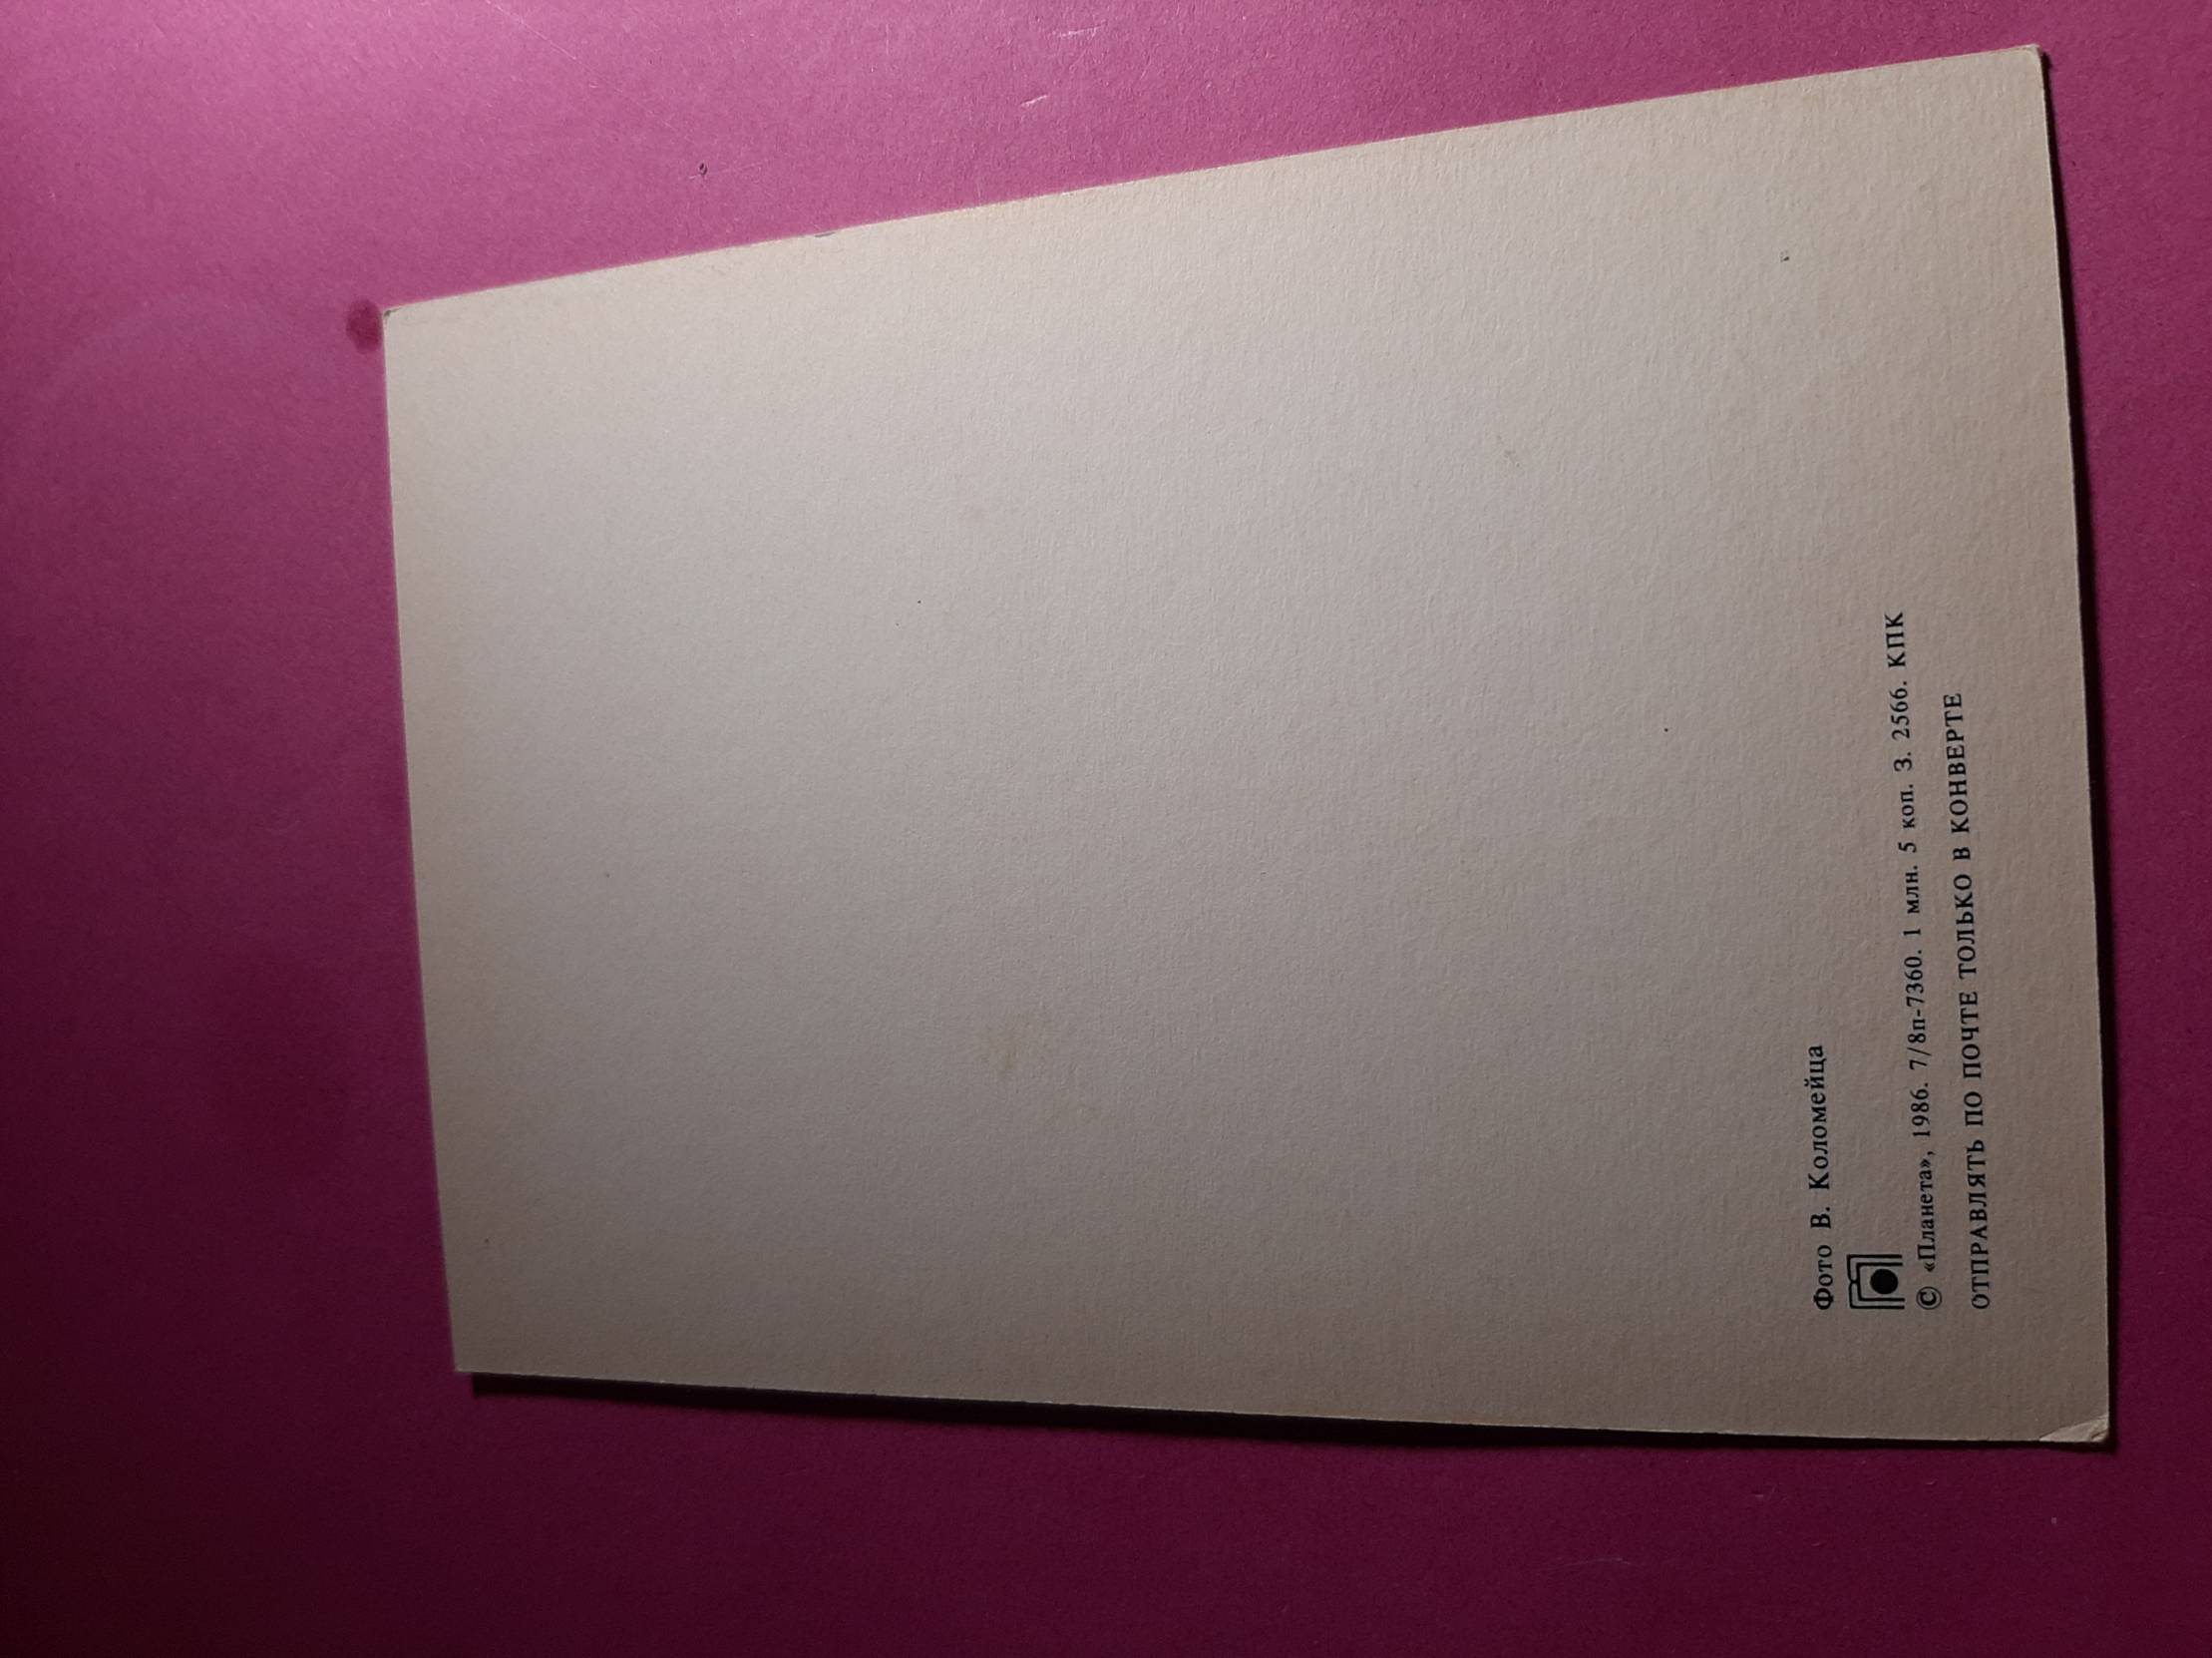 Фото В. Коломейца
© «Планета», 1986. 7/8п-7360. 1 млн. 5 коп. З. 2566. КПК
ОТПРАВЛЯТЬ ПО ПОЧТЕ ТОЛЬКО В КОНВЕРТЕ